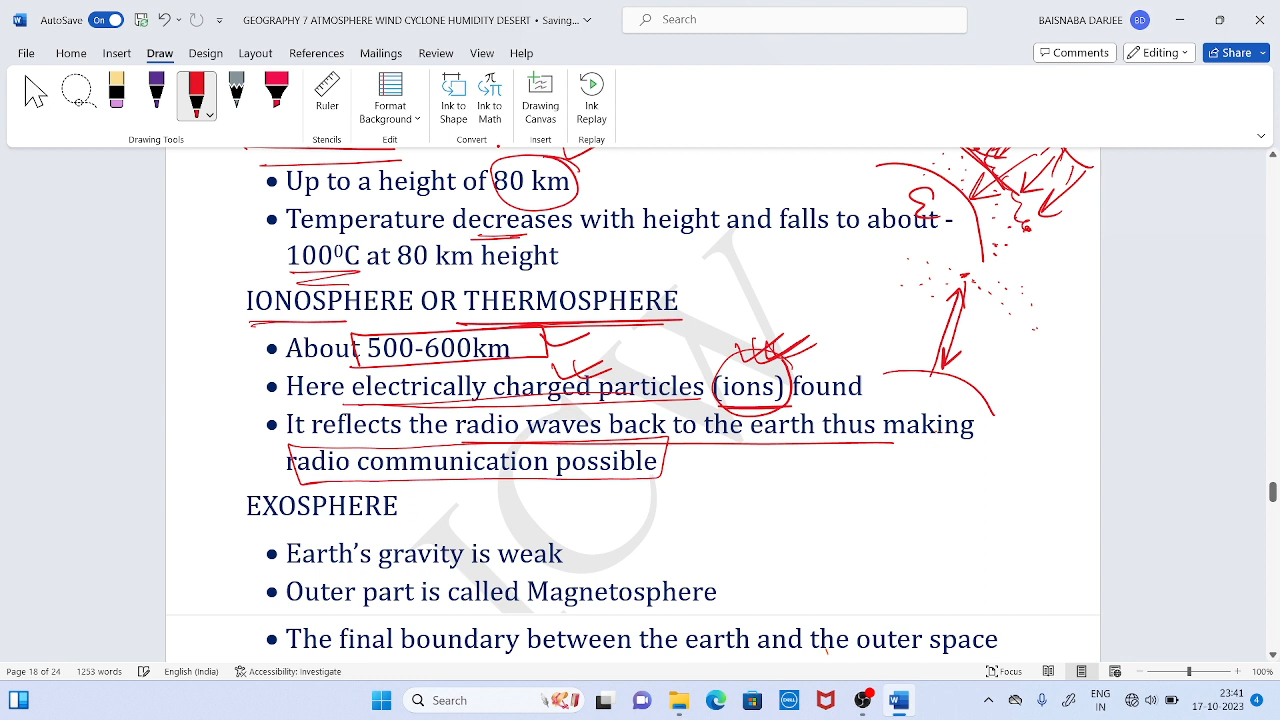 AutoSave On GEOGRAPHY 7 ATMOSPHERE WIND CYCLONE HUMIDITY DESERT • Saving... Search BAISNABA DARJEE BD
File Home Insert Draw Design Layout References Mailings Review View Help Comments Editing Share
Ruler Format Background Ink to Shape Ink to Math Drawing Canvas Ink Replay
Drawing Tools Stencils Edit Convert Insert Replay
• Up to a height of 80 km
• Temperature decreases with height and falls to about -
100⁰C at 80 km height
IONOSPHERE OR THERMOSPHERE
• About 500-600km
• Here electrically charged particles (ions) found
• It reflects the radio waves back to the earth thus making
radio communication possible
EXOSPHERE
• Earth’s gravity is weak
• Outer part is called Magnetosphere
• The final boundary between the earth and the outer space
ICW
Page 18 of 24 1253 words English (India) Accessibility: Investigate Focus 100%
Search DELL W ENG IN 23:41 17-10-2023 4